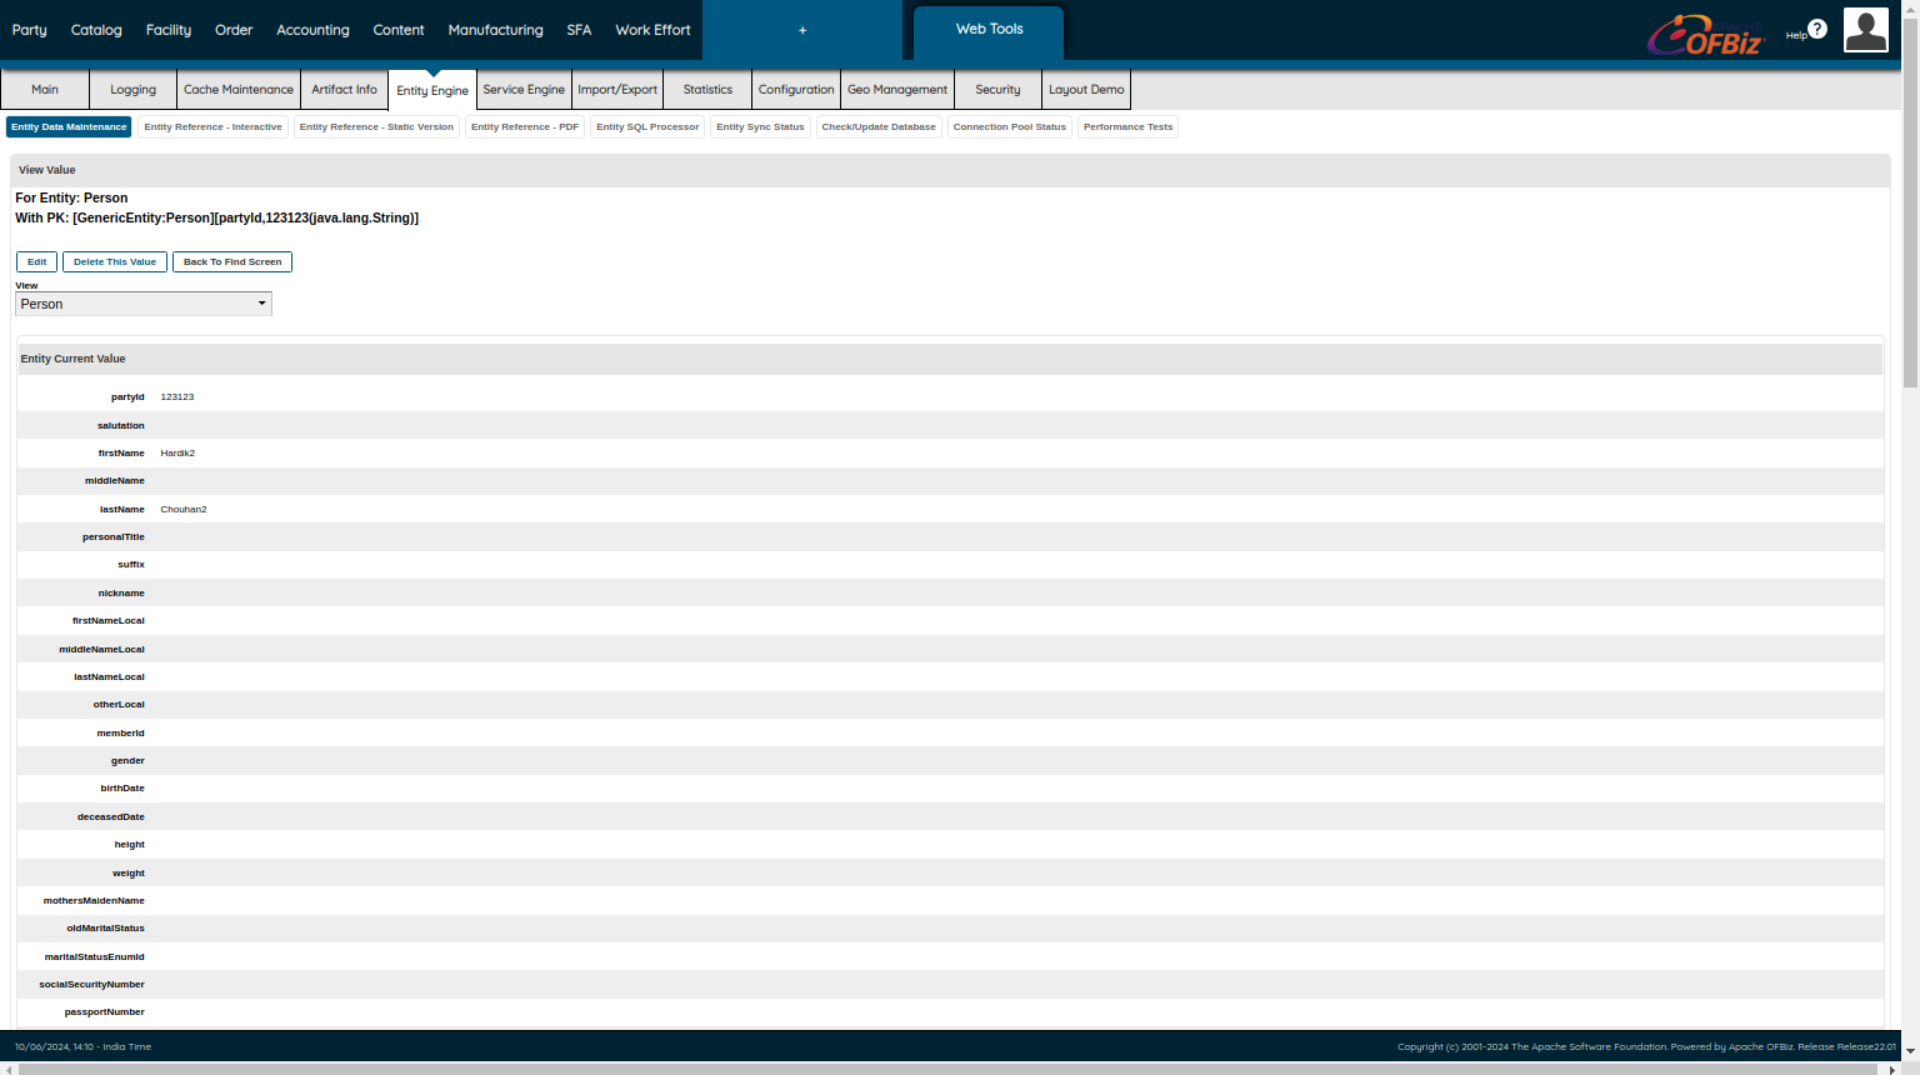 Party Catalog Facility Order Accounting Content Manufacturing SFA Work Effort + Web Tools APACHE OFBiz Help ?
Main Logging Cache Maintenance Artifact Info Entity Engine Service Engine Import/Export Statistics Configuration Geo Management Security Layout Demo
Entity Data Maintenance Entity Reference - Interactive Entity Reference - Static Version Entity Reference - PDF Entity SQL Processor Entity Sync Status Check/Update Database Connection Pool Status Performance Tests
View Value
For Entity: Person
With PK: [GenericEntity:Person][partyId,123123(java.lang.String)]
Edit Delete This Value Back To Find Screen
View
Person
Entity Current Value
partyId 123123
salutation
firstName Hardik2
middleName
lastName Chouhan2
personalTitle
suffix
nickname
firstNameLocal
middleNameLocal
lastNameLocal
otherLocal
memberId
gender
birthDate
deceasedDate
height
weight
mothersMaidenName
oldMaritalStatus
maritalStatusEnumId
socialSecurityNumber
passportNumber
10/06/2024, 14:10 - India Time Copyright (c) 2001-2024 The Apache Software Foundation. Powered by Apache OFBiz. Release Release22.01